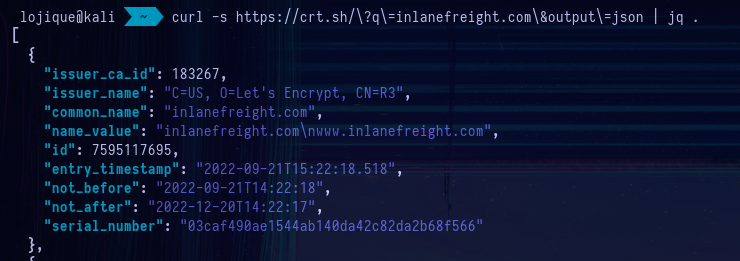 lojique@kali ~ curl -s https://crt.sh/\?q\=inlanefreight.com\&output\=json | jq .
[
  {
    "issuer_ca_id": 183267,
    "issuer_name": "C=US, O=Let's Encrypt, CN=R3",
    "common_name": "inlanefreight.com",
    "name_value": "inlanefreight.com\nwww.inlanefreight.com",
    "id": 7595117695,
    "entry_timestamp": "2022-09-21T15:22:18.518",
    "not_before": "2022-09-21T14:22:18",
    "not_after": "2022-12-20T14:22:17",
    "serial_number": "03caf490ae1544ab140da42c82da2b68f566"
  },